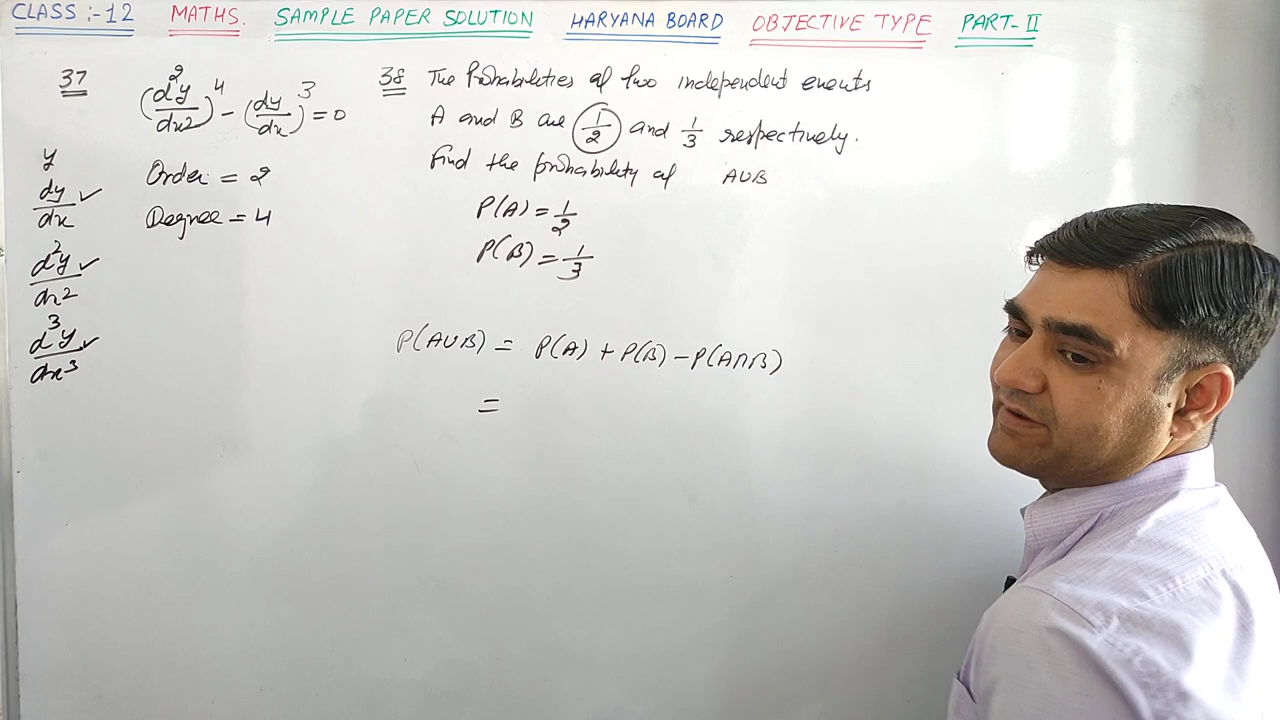 CLASS :- 12 MATHS. SAMPLE PAPER SOLUTION HARYANA BOARD OBJECTIVE TYPE PART-II
37
(d²y/dx²)⁴ - (dy/dx)³ = 0
y
dy/dx ✓
d²y/dx² ✓
d³y/dx³ ✓
Order = 2
Degree = 4
38 The Probabilities of two independent events
A and B are 1/2 and 1/3 respectively.
Find the probability of A∪B
P(A) = 1/2
P(B) = 1/3
P(A∪B) = P(A) + P(B) - P(A∩B)
=